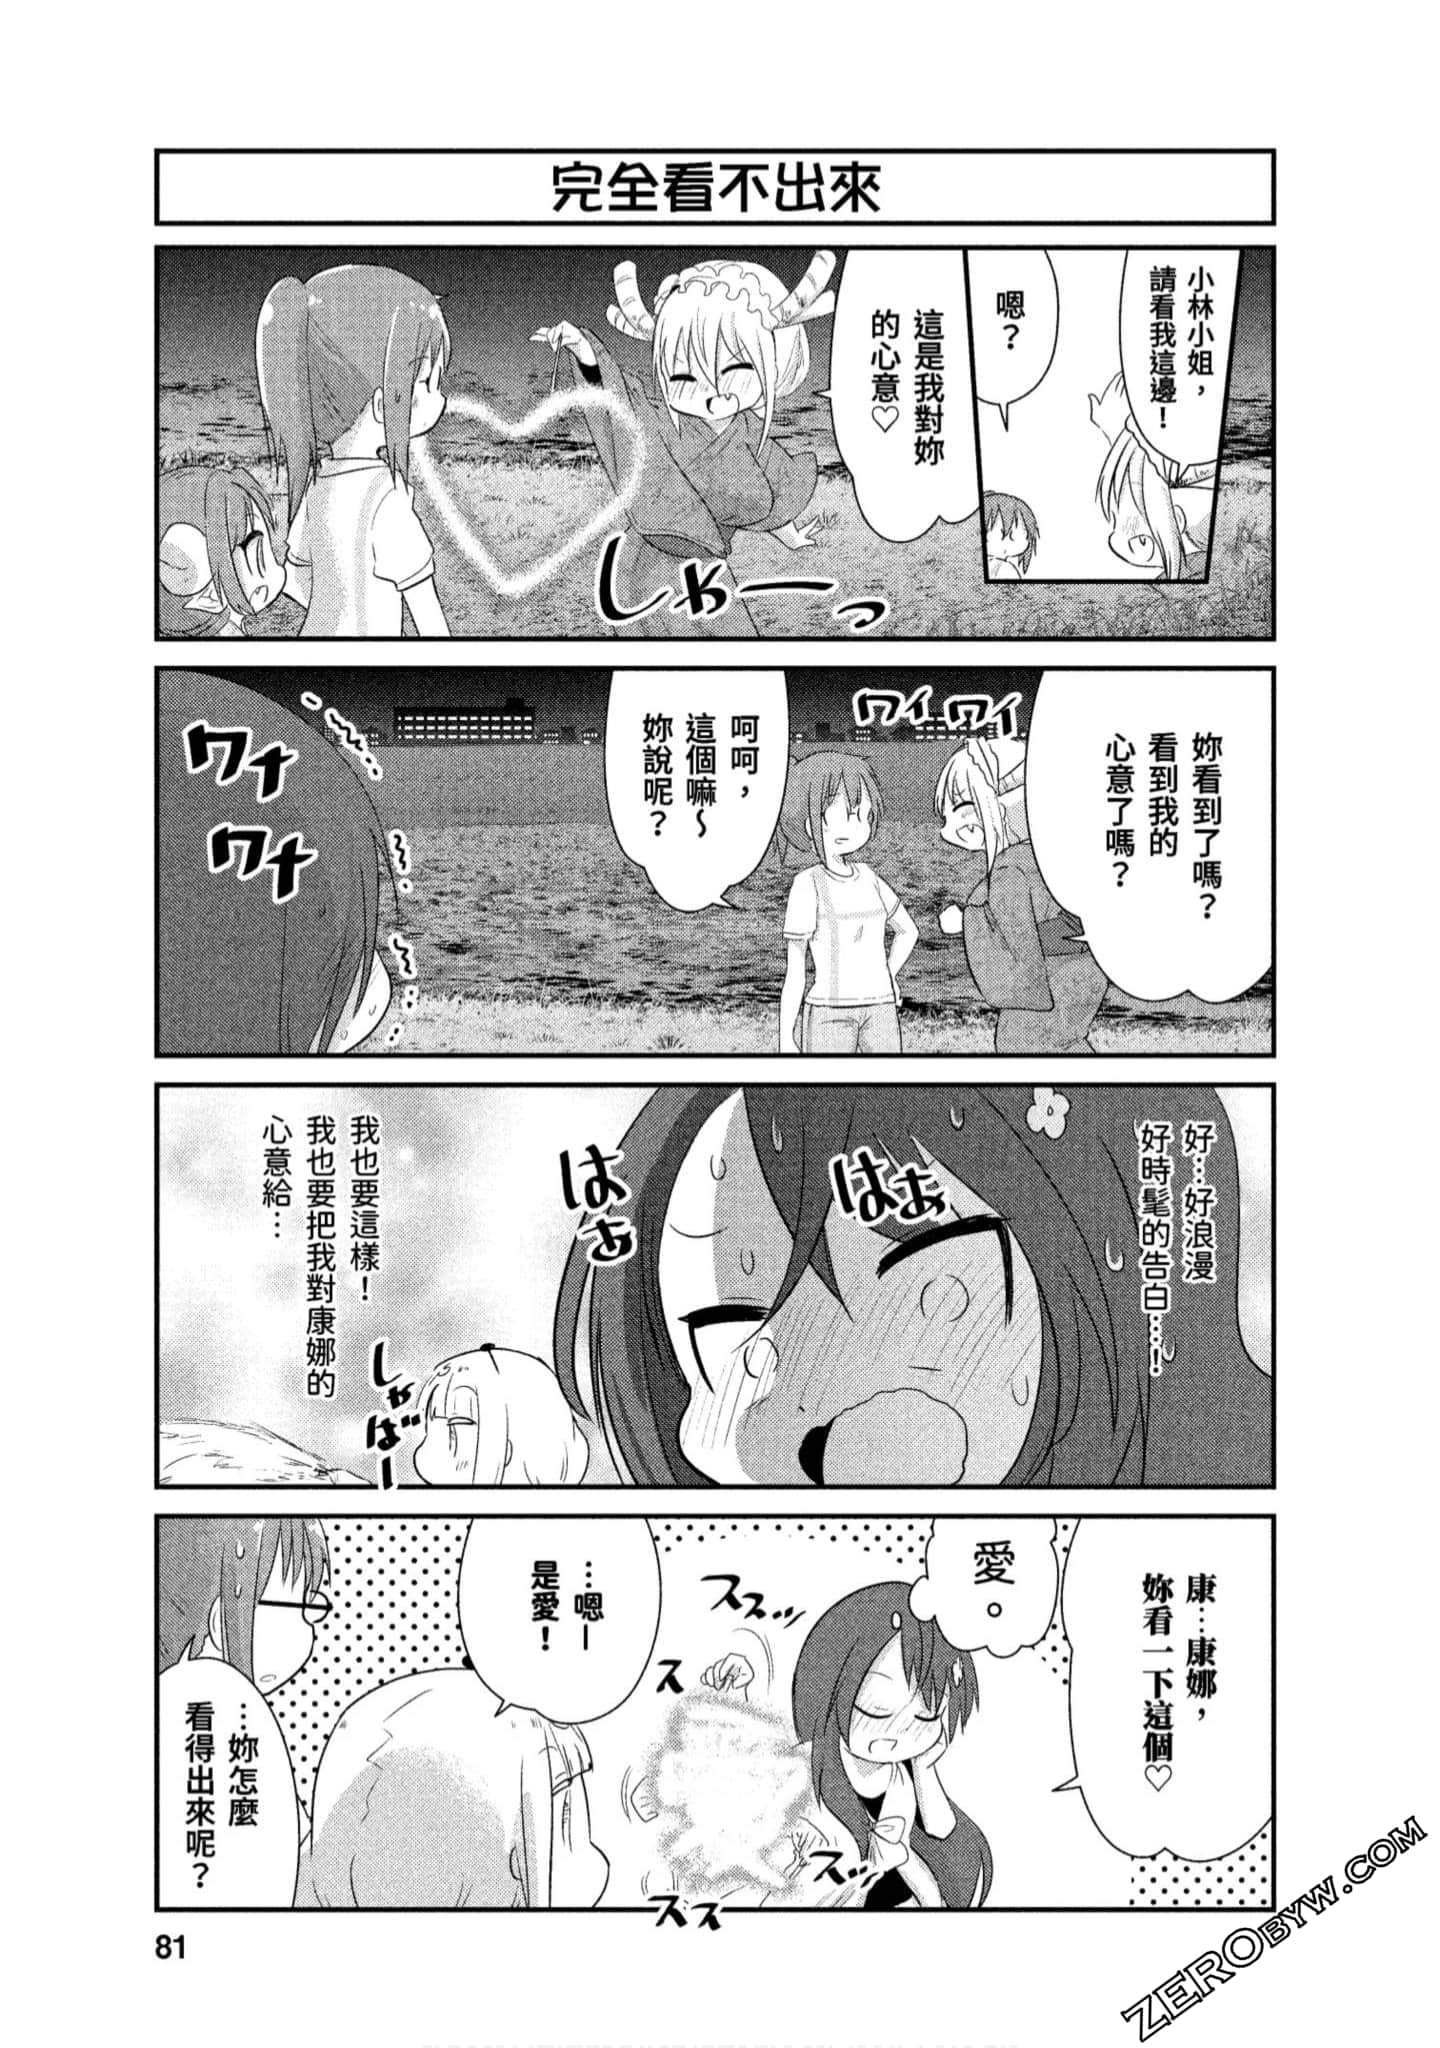 完全看不出來
小林小姐，
請看我這邊！
嗯？
這是我對妳
的心意♡
しゃーっ
妳看到了嗎？
看到我的
心意了嗎？
ワイワイ
呵呵，
這個嘛～
妳說呢？
ワナ
ワナ
好…好浪漫
好時髦的告白……！
はぁぁ
はぁぁ
我也要這樣！
我也要把我對康娜的
心意給…
しゃばー
康…康娜，
妳看一下這個♡
愛。
ススッ
ス
スッ
スス
…嗯－
是愛！
…妳怎麼
看得出來呢？
81
ZEROBYW.COM